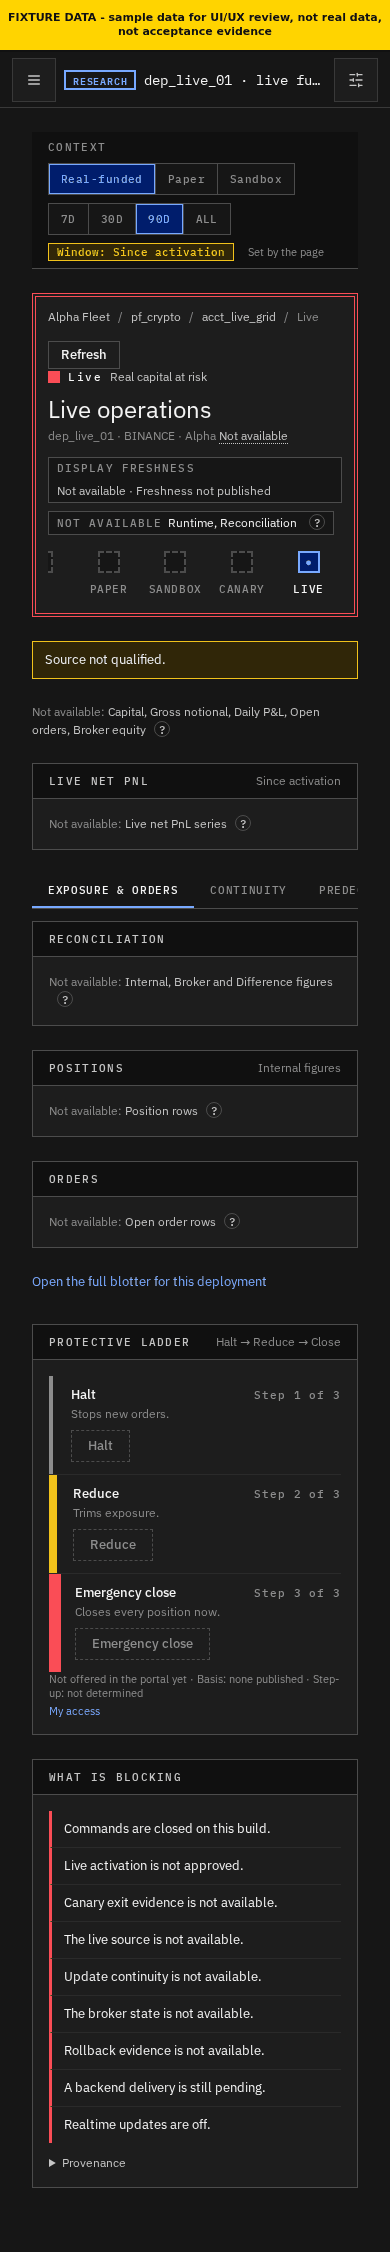 FIXTURE DATA - sample data for UI/UX review, not real data,
not acceptance evidence
RESEARCH dep_live_01 · live fu…
CONTEXT
Real-funded Paper Sandbox
7D 30D 90D ALL
Window: Since activation Set by the page
Alpha Fleet / pf_crypto / acct_live_grid / Live
Refresh
Live Real capital at risk
Live operations
dep_live_01 · BINANCE · Alpha Not available
DISPLAY FRESHNESS
Not available · Freshness not published
NOT AVAILABLE Runtime, Reconciliation ?
PAPER SANDBOX CANARY LIVE
Source not qualified.
Not available: Capital, Gross notional, Daily P&L, Open
orders, Broker equity ?
LIVE NET PNL Since activation
Not available: Live net PnL series ?
EXPOSURE & ORDERS CONTINUITY PREDE
RECONCILIATION
Not available: Internal, Broker and Difference figures
?
POSITIONS Internal figures
Not available: Position rows ?
ORDERS
Not available: Open order rows ?
Open the full blotter for this deployment
PROTECTIVE LADDER Halt → Reduce → Close
Halt Step 1 of 3
Stops new orders.
Halt
Reduce Step 2 of 3
Trims exposure.
Reduce
Emergency close Step 3 of 3
Closes every position now.
Emergency close
Not offered in the portal yet · Basis: none published · Step-
up: not determined
My access
WHAT IS BLOCKING
Commands are closed on this build.
Live activation is not approved.
Canary exit evidence is not available.
The live source is not available.
Update continuity is not available.
The broker state is not available.
Rollback evidence is not available.
A backend delivery is still pending.
Realtime updates are off.
Provenance